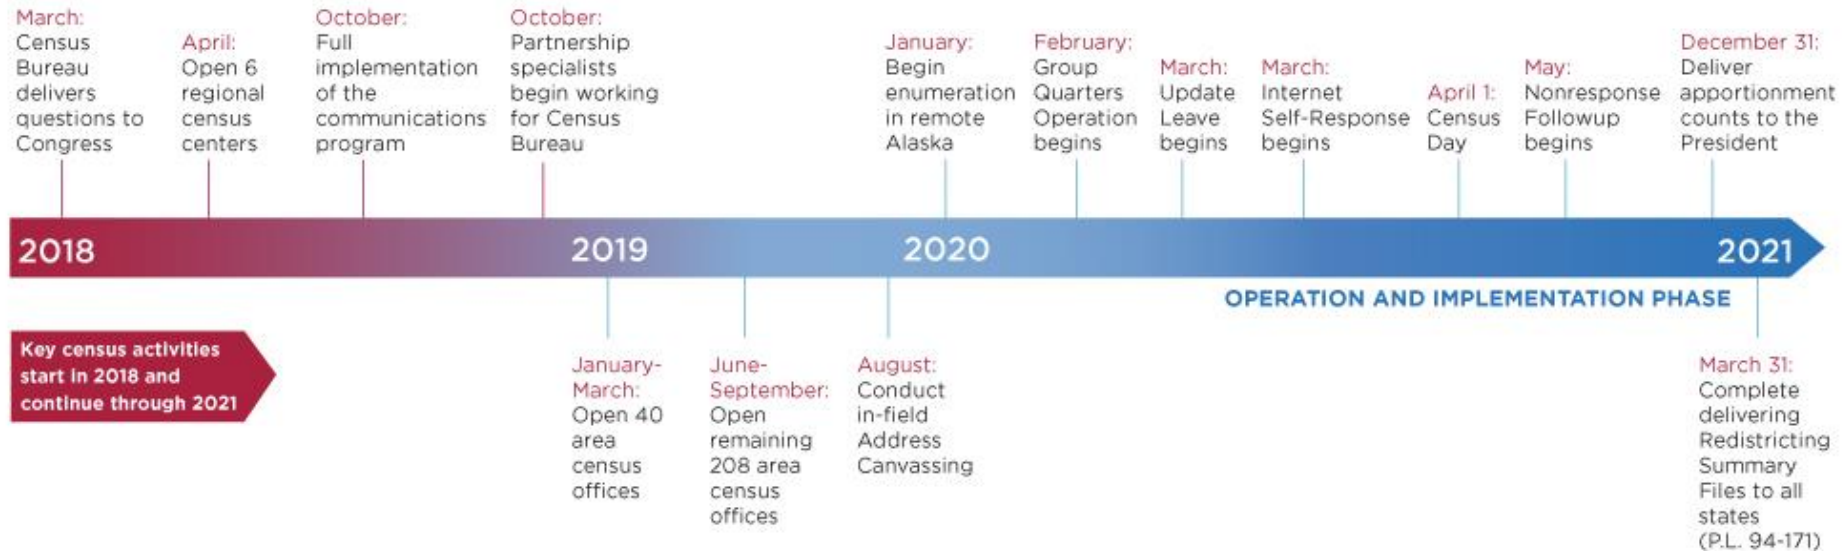 March:
Census
Bureau
delivers
questions to
Congress
April:
Open 6
regional
census
centers
October:
Full
implementation
of the
communications
program
October:
Partnership
specialists
begin working
for Census
Bureau
January:
Begin
enumeration
in remote
Alaska
February:
Group
Quarters
Operation
begins
March:
Update
Leave
begins
March:
Internet
Self-Response
begins
April 1:
Census
Day
May:
Nonresponse
Followup
begins
December 31:
Deliver
apportionment
counts to the
President
2018
2019
2020
2021
OPERATION AND IMPLEMENTATION PHASE
Key census activities
start in 2018 and
continue through 2021
January-
March:
Open 40
area
census
offices
June-
September:
Open
remaining
208 area
census
offices
August:
Conduct
in-field
Address
Canvassing
March 31:
Complete
delivering
Redistricting
Summary
Files to all
states
(P.L. 94-171)